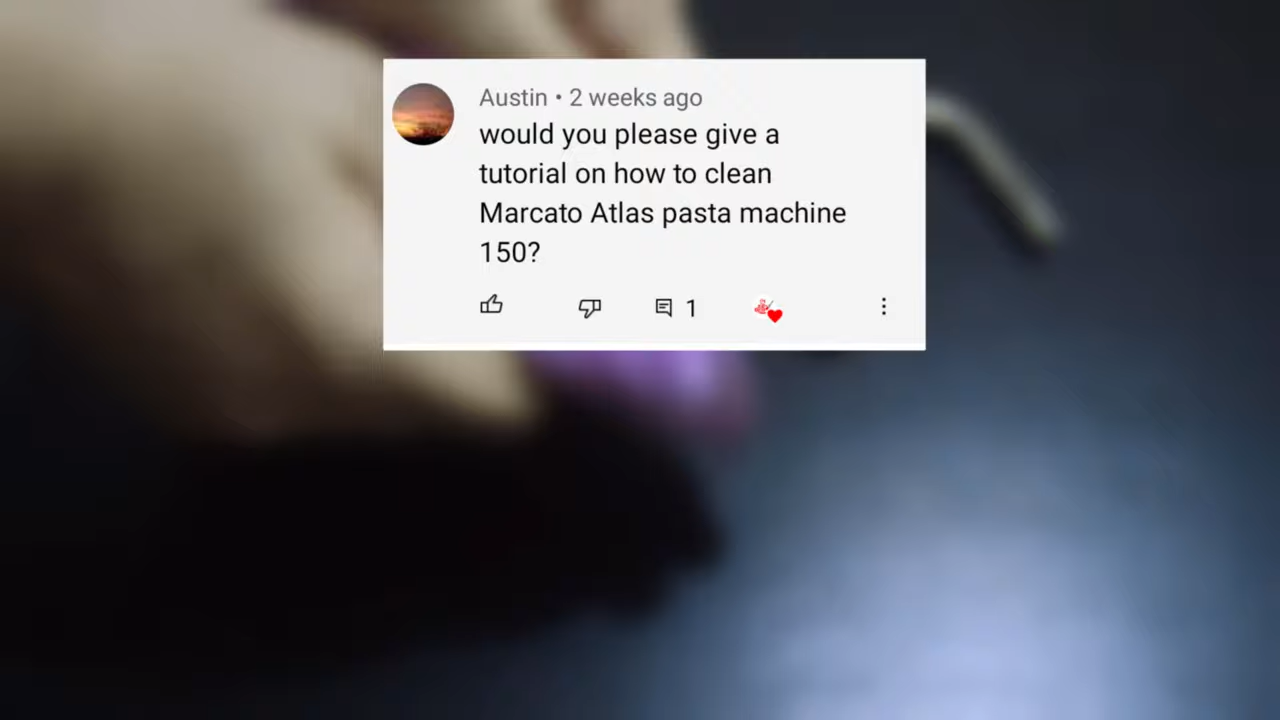 Austin • 2 weeks ago
would you please give a
tutorial on how to clean
Marcato Atlas pasta machine
150?
1